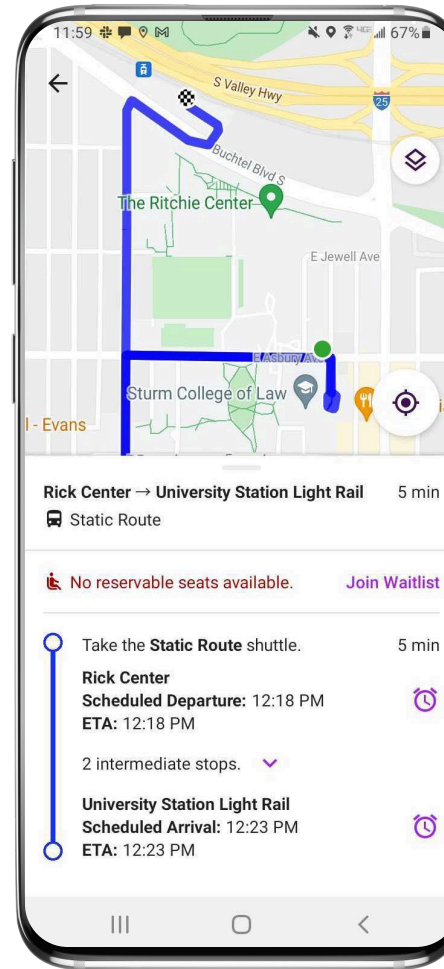 11:59
4G
67%
S Valley Hwy
25
Buchtel Blvd S
The Ritchie Center
E Jewell Ave
E Asbury Ave
Sturm College of Law
l - Evans
Rick Center → University Station Light Rail 5 min
Static Route
No reservable seats available. Join Waitlist
Take the Static Route shuttle. 5 min
Rick Center
Scheduled Departure: 12:18 PM
ETA: 12:18 PM
2 intermediate stops.
University Station Light Rail
Scheduled Arrival: 12:23 PM
ETA: 12:23 PM